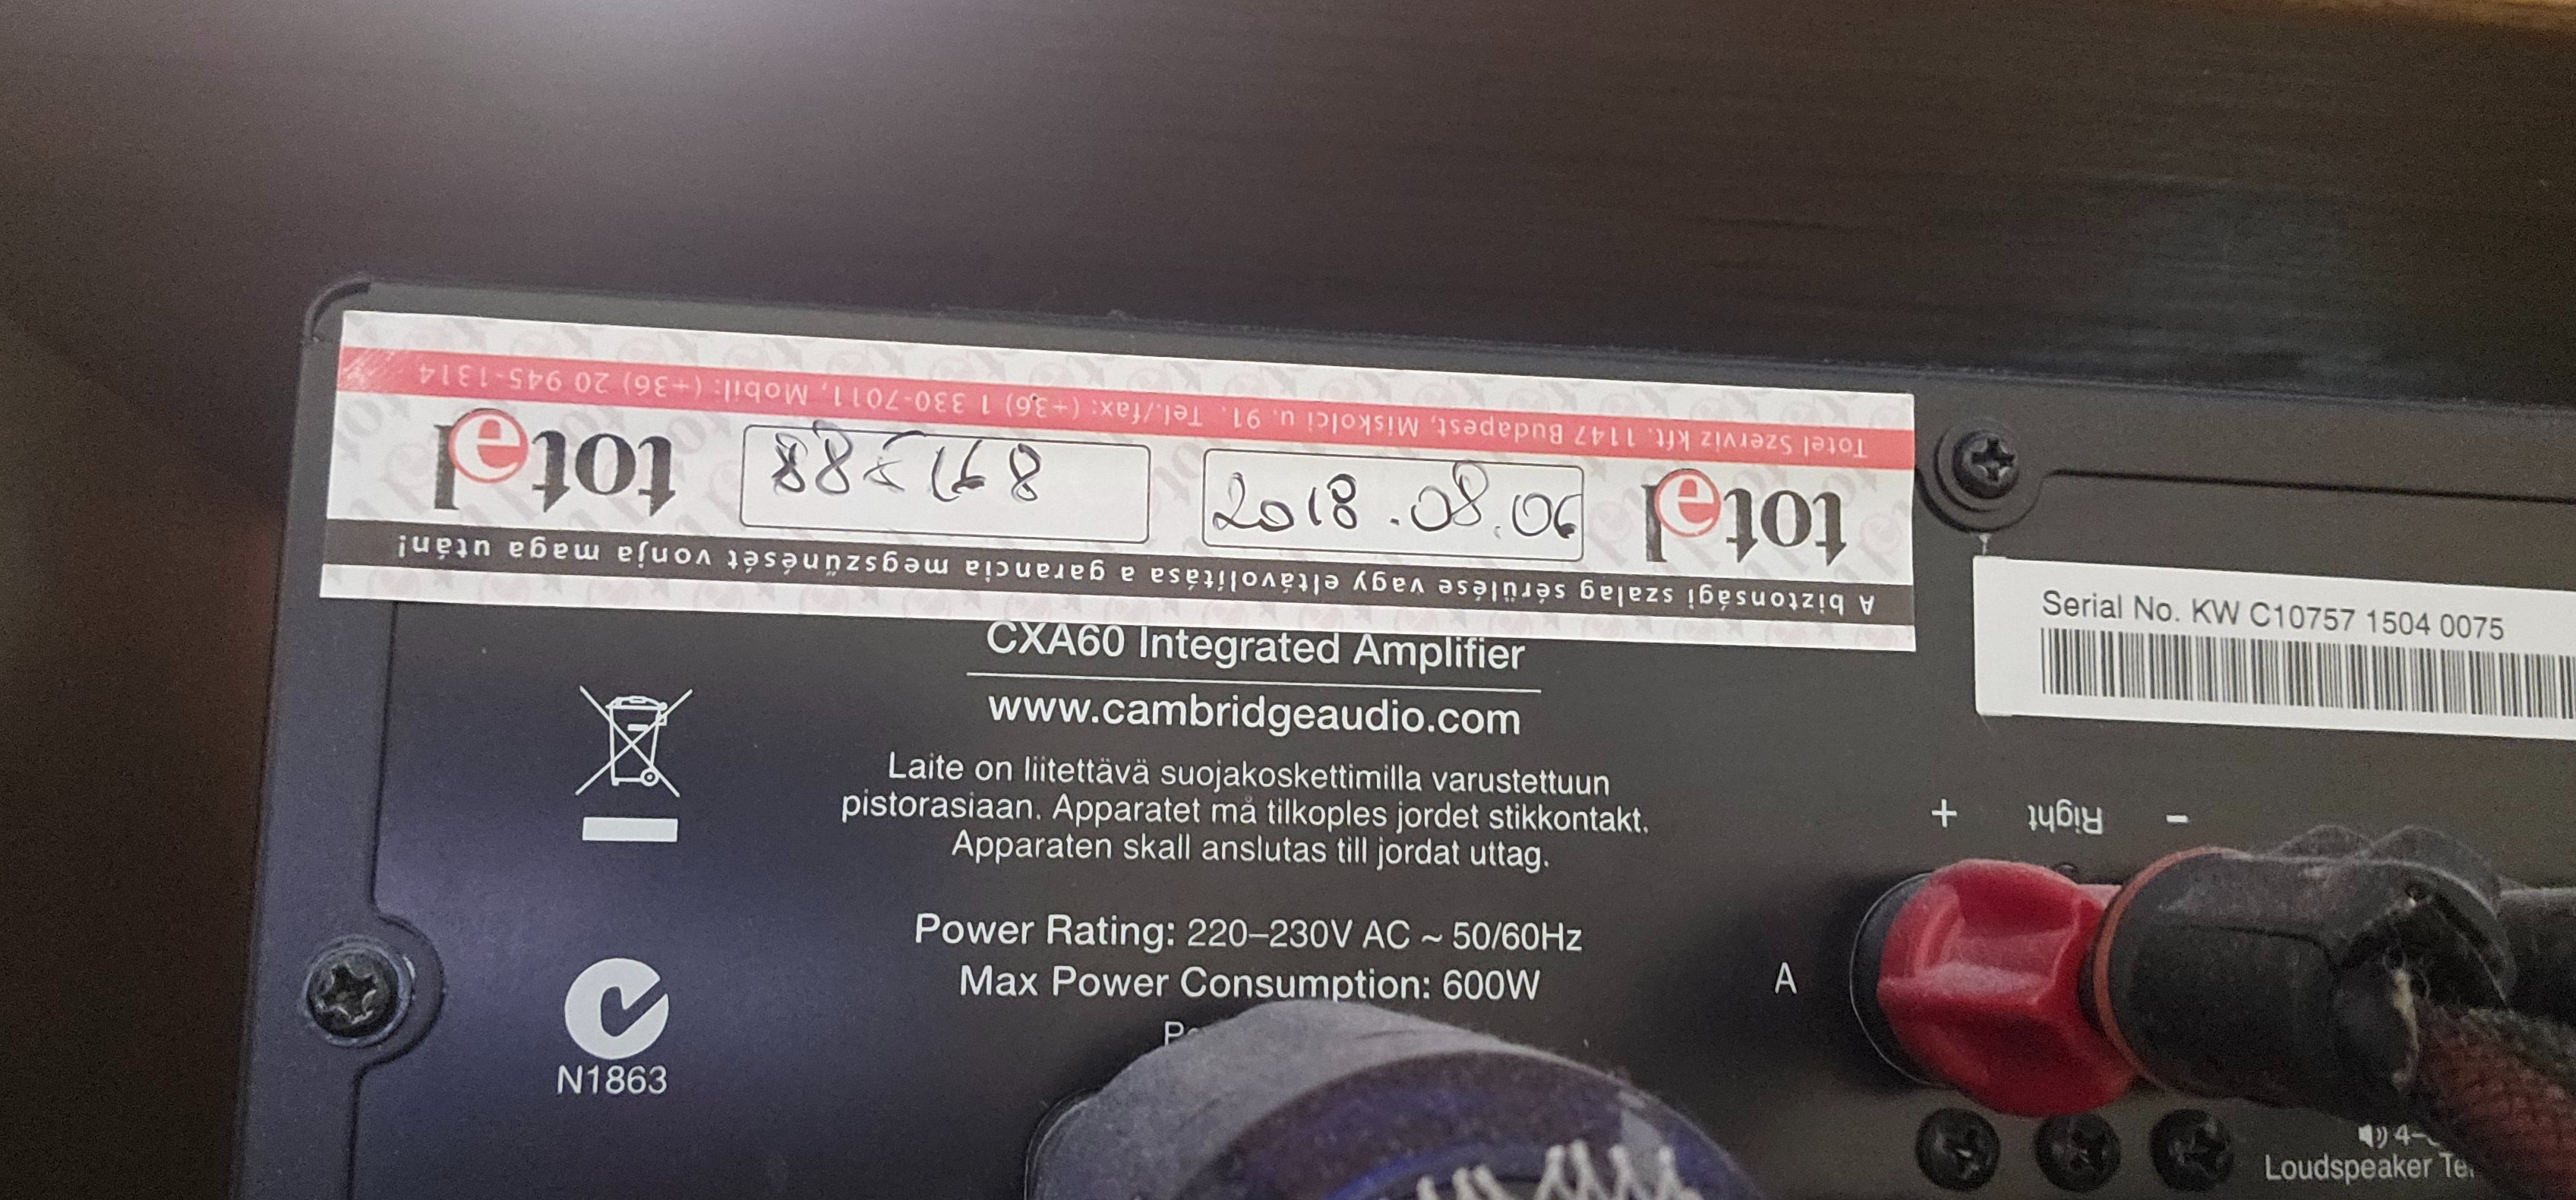 A biztonsági szalag sérülése vagy eltávolítása a garancia megszűnését vonja maga után!
totel totel
Totel Szerviz kft. 1147 Budapest, Miskolci u. 91. Tel./fax: (+36) 1 330-7011, Mobil: (+36) 20 945-1314
Serial No. KW C10757 1504 0075
CXA60 Integrated Amplifier
www.cambridgeaudio.com
Laite on liitettävä suojakoskettimilla varustettuun
pistorasiaan. Apparatet må tilkoples jordet stikkontakt.
Apparaten skall anslutas till jordat uttag.
+ Right -
Power Rating: 220–230V AC ~ 50/60Hz
Max Power Consumption: 600W
A
N1863
Loudspeaker